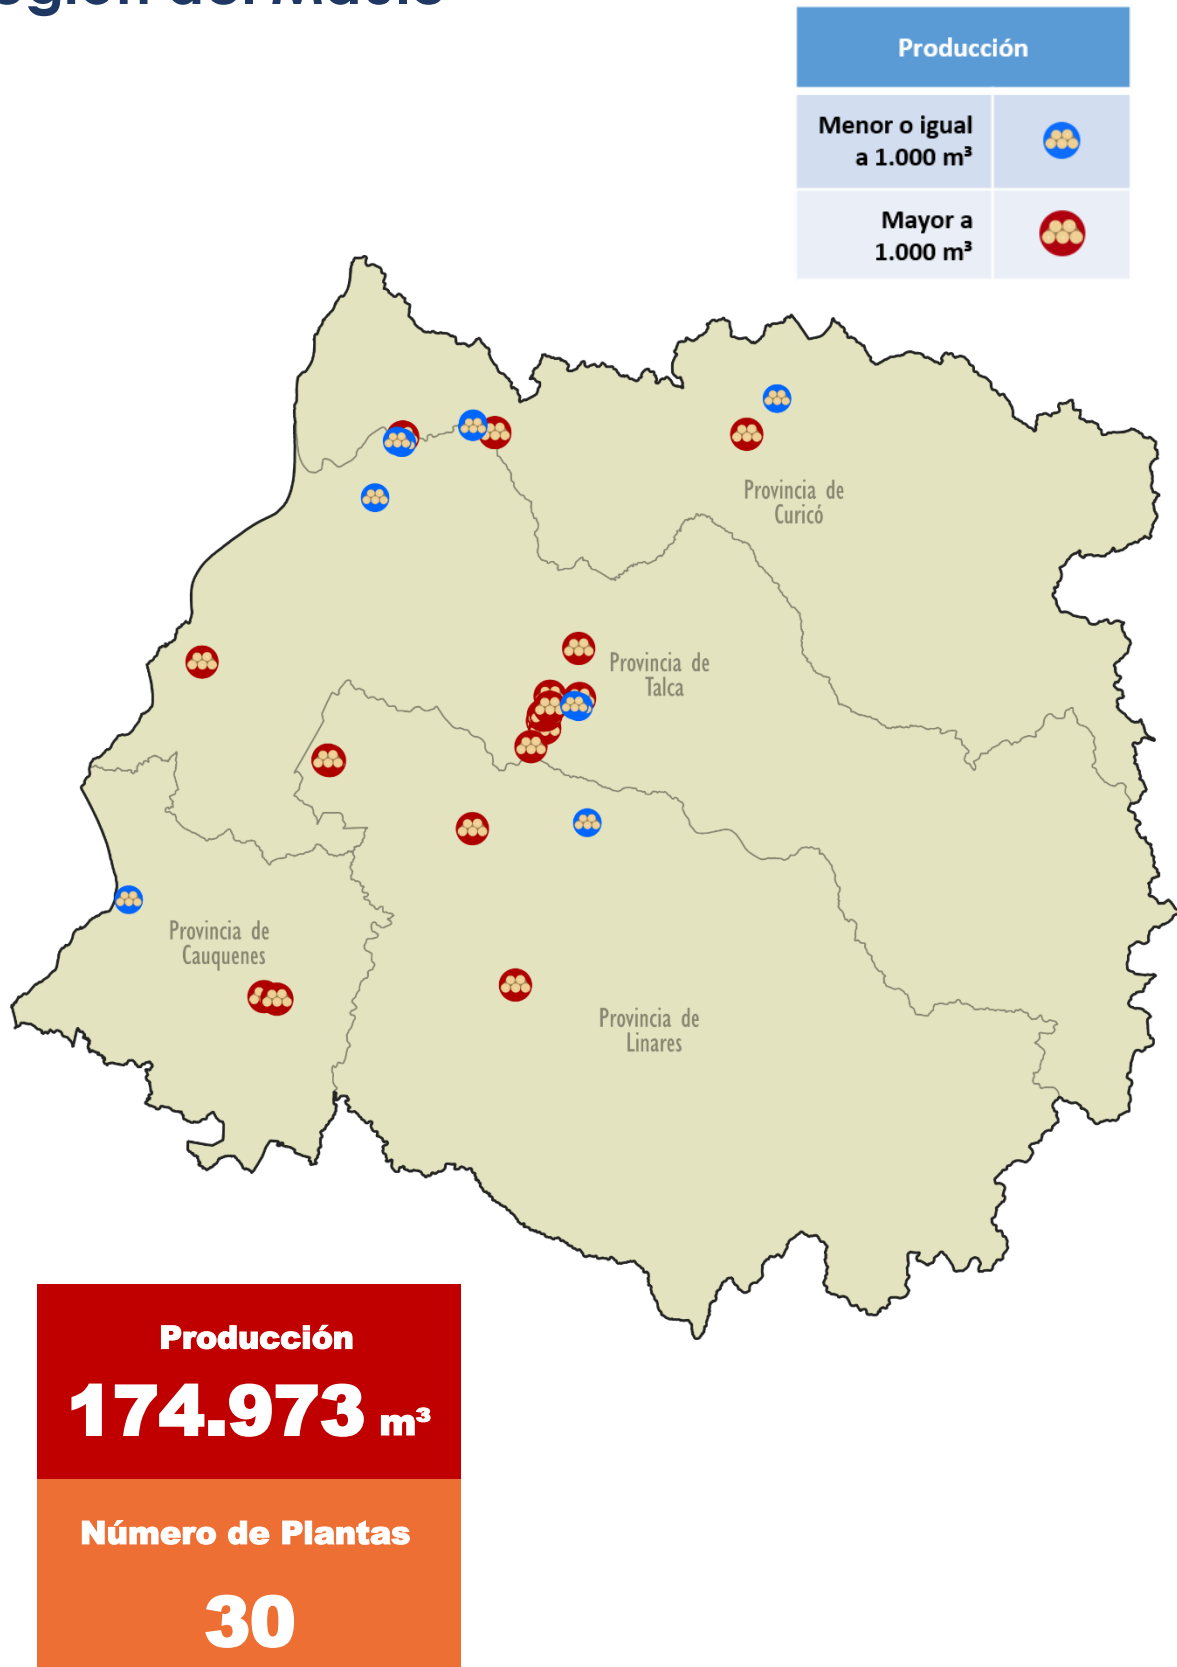 Producción
Menor o igual
a 1.000 m³
Mayor a
1.000 m³
Provincia de
Curicó
Provincia de
Talca
Provincia de
Cauquenes
Provincia de
Linares
Producción
174.973 m³
Número de Plantas
30